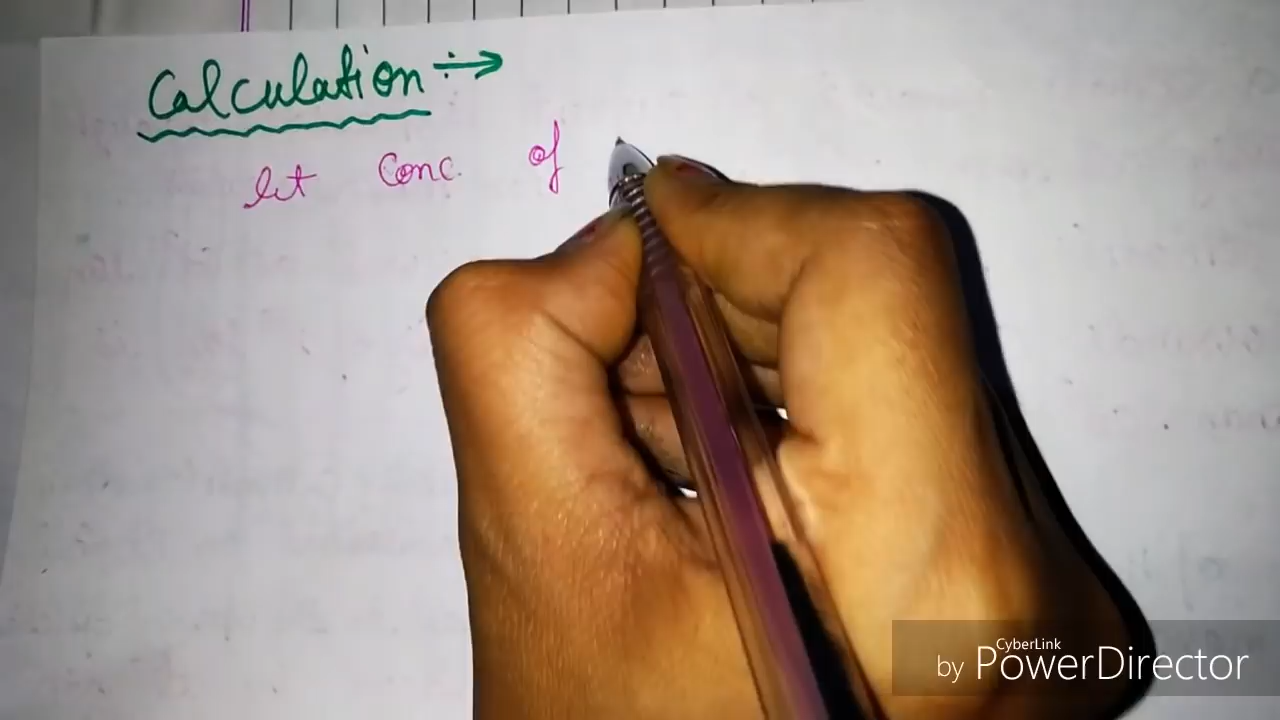 Calculation ÷→
let Conc. of
CyberLink
by PowerDirector